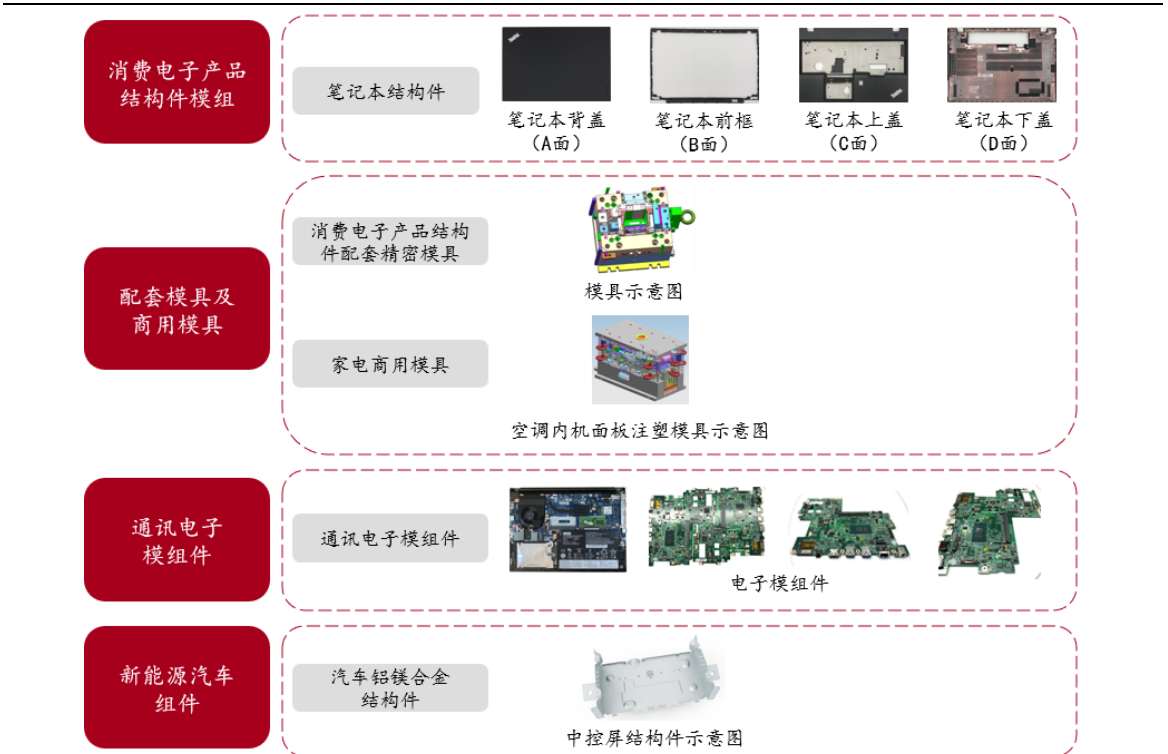 消费电子产品
结构件模组
笔记本结构件
笔记本背盖
（A面）
笔记本前框
（B面）
笔记本上盖
（C面）
笔记本下盖
（D面）
配套模具及
商用模具
消费电子产品结构
件配套精密模具
模具示意图
家电商用模具
空调内机面板注塑模具示意图
通讯电子
模组件
通讯电子模组件
电子模组件
新能源汽车
组件
汽车铝镁合金
结构件
中控屏结构件示意图